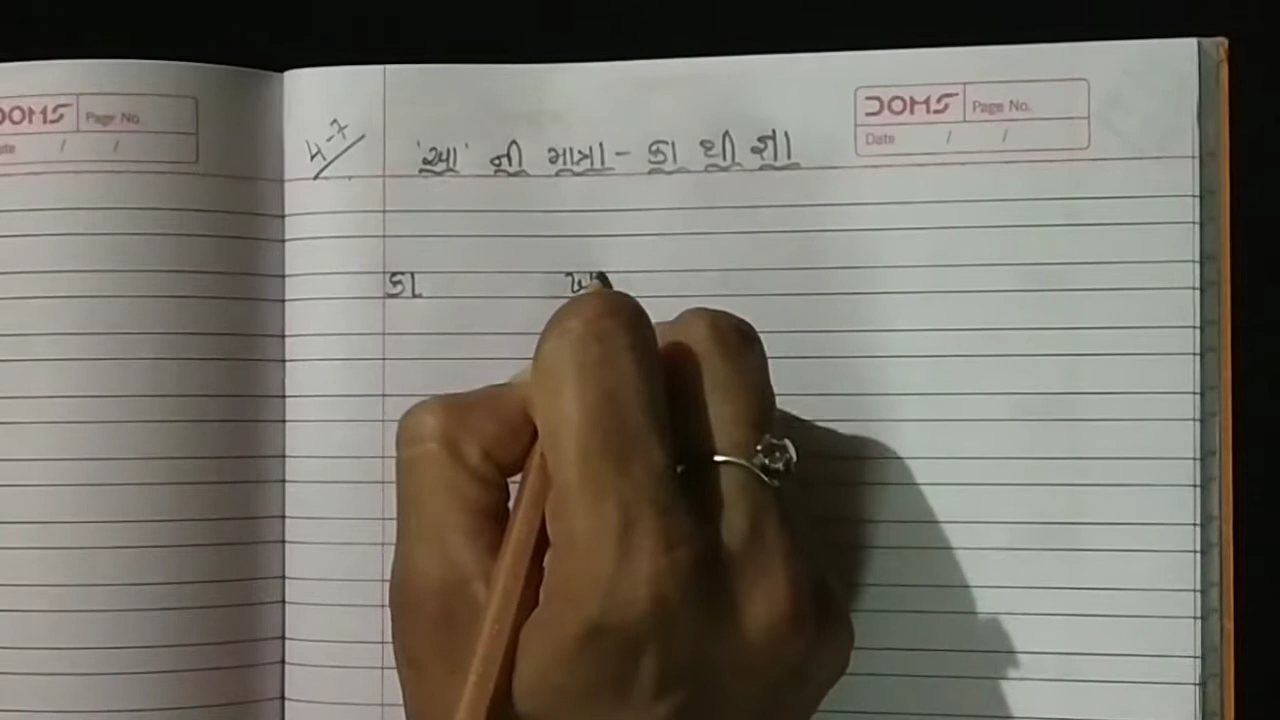 DOMS Page No.
Date / /
DOMS Page No.
Date / /
4-7
'આ' ની માત્રા - કા થી જ્ઞા
કા